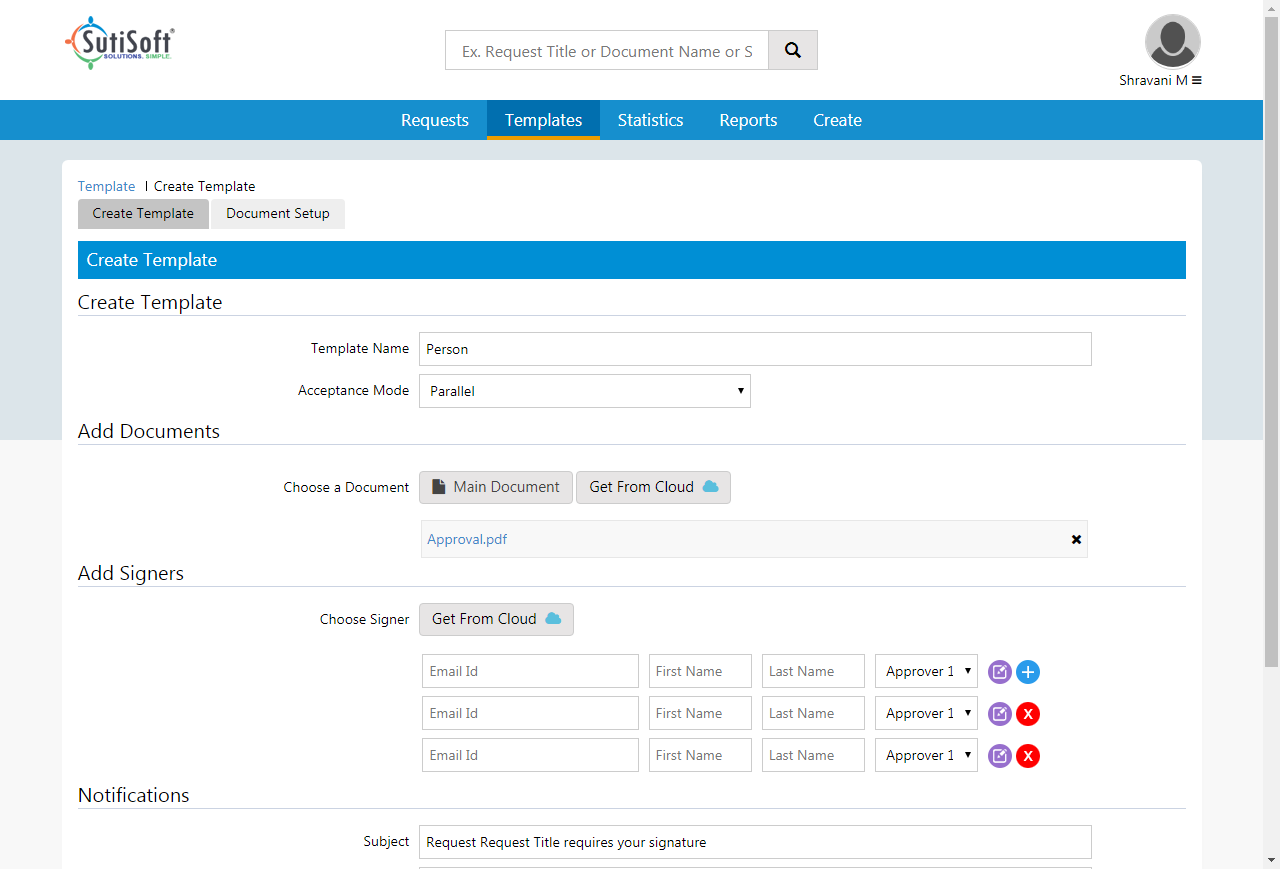 SutiSoft®
SOLUTIONS. SIMPLE.
Ex. Request Title or Document Name or S
Shravani M
Requests Templates Statistics Reports Create
Template I Create Template
Create Template Document Setup
Create Template
Create Template
Template Name Person
Acceptance Mode Parallel
Add Documents
Choose a Document Main Document Get From Cloud
Approval.pdf
Add Signers
Choose Signer Get From Cloud
Email Id First Name Last Name Approver 1
Email Id First Name Last Name Approver 1 X
Email Id First Name Last Name Approver 1 X
Notifications
Subject Request Request Title requires your signature